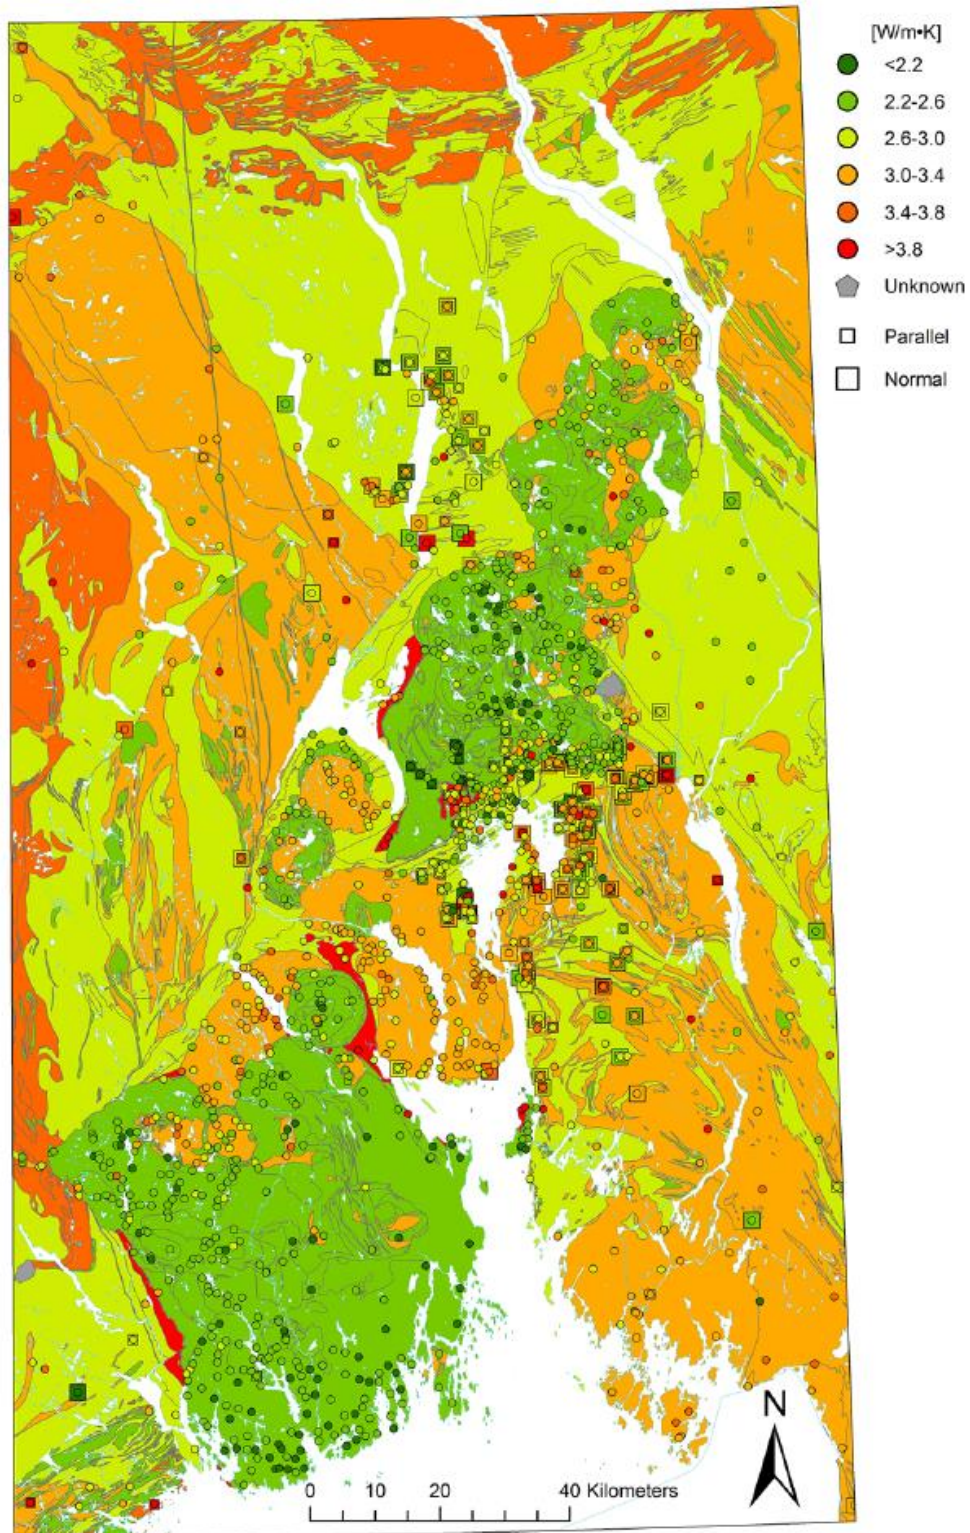 [W/m•K]
<2.2
2.2-2.6
2.6-3.0
3.0-3.4
3.4-3.8
>3.8
Unknown
Parallel
Normal
N
0 10 20 40 Kilometers